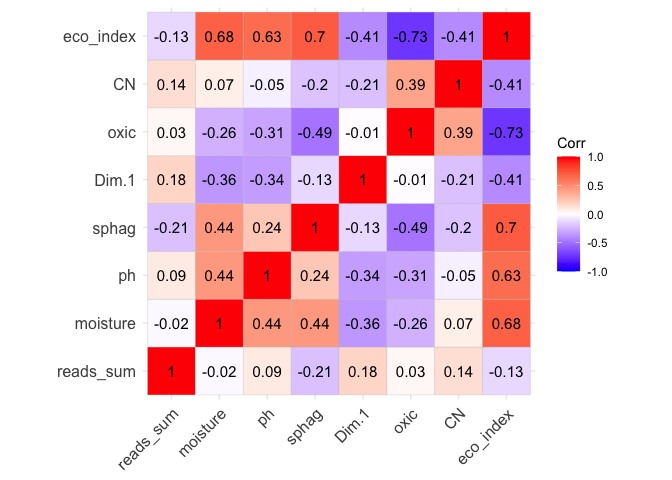 eco_index -0.13 0.68 0.63 0.7 -0.41 -0.73 -0.41 1
CN 0.14 0.07 -0.05 -0.2 -0.21 0.39 1 -0.41
oxic 0.03 -0.26 -0.31 -0.49 -0.01 1 0.39 -0.73
Dim.1 0.18 -0.36 -0.34 -0.13 1 -0.01 -0.21 -0.41
sphag -0.21 0.44 0.24 1 -0.13 -0.49 -0.2 0.7
ph 0.09 0.44 1 0.24 -0.34 -0.31 -0.05 0.63
moisture -0.02 1 0.44 0.44 -0.36 -0.26 0.07 0.68
reads_sum 1 -0.02 0.09 -0.21 0.18 0.03 0.14 -0.13
reads_sum moisture ph sphag Dim.1 oxic CN eco_index
Corr
1.0
0.5
0.0
-0.5
-1.0